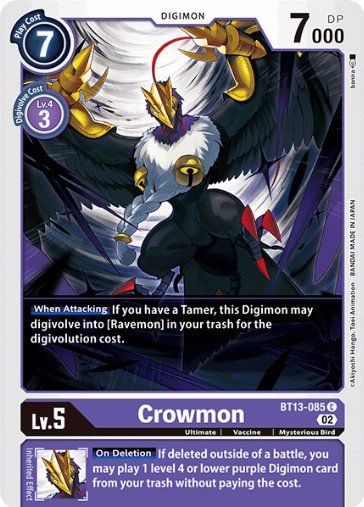 DIGIMON
Play Cost
7
7000 DP
Digivolve Cost
Lv.4
3
banira
When Attacking If you have a Tamer, this Digimon may
digivolve into [Ravemon] in your trash for the
digivolution cost.
©Akiyoshi Hongo, Toei Animation BANDAI MADE IN JAPAN
BT13-085 C
Lv.5
Crowmon
02
Ultimate | Vaccine | Mysterious Bird
Inherited Effect
On Deletion If deleted outside of a battle, you
may play 1 level 4 or lower purple Digimon card
from your trash without paying the cost.